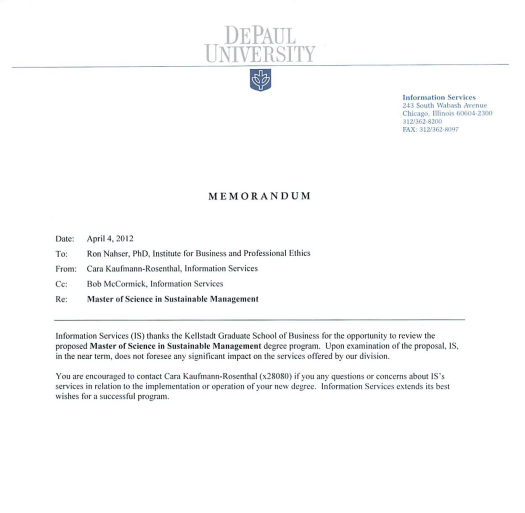 DEPAUL
UNIVERSITY
Information Services
243 South Wabash Avenue
Chicago, Illinois 60604-2300
312/362-8200
FAX: 312/362-8097
MEMORANDUM
Date: April 4, 2012
To: Ron Nahser, PhD, Institute for Business and Professional Ethics
From: Cara Kaufmann-Rosenthal, Information Services
Cc: Bob McCormick, Information Services
Re: Master of Science in Sustainable Management
Information Services (IS) thanks the Kellstadt Graduate School of Business for the opportunity to review the
proposed Master of Science in Sustainable Management degree program. Upon examination of the proposal, IS,
in the near term, does not foresee any significant impact on the services offered by our division.
You are encouraged to contact Cara Kaufmann-Rosenthal (x28080) if you any questions or concerns about IS's
services in relation to the implementation or operation of your new degree. Information Services extends its best
wishes for a successful program.